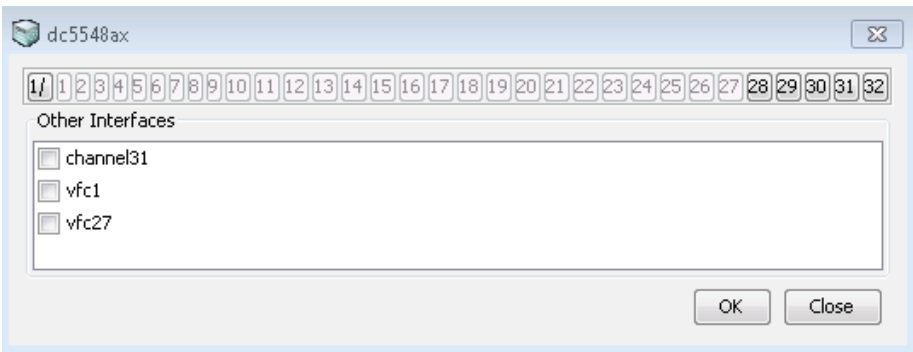 dc5548ax
1/ 1 2 3 4 5 6 7 8 9 10 11 12 13 14 15 16 17 18 19 20 21 22 23 24 25 26 27 28 29 30 31 32
Other Interfaces
channel31
vfc1
vfc27
OK Close